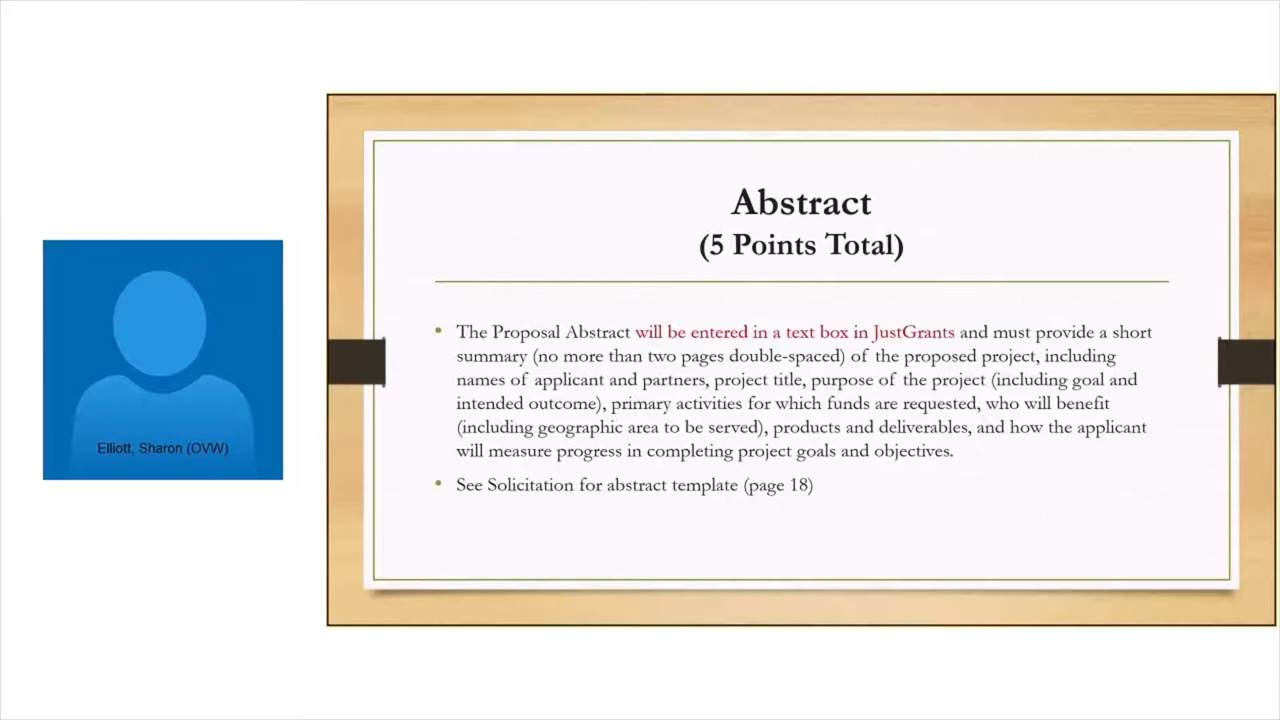 Abstract
(5 Points Total)
• The Proposal Abstract will be entered in a text box in JustGrants and must provide a short
summary (no more than two pages double-spaced) of the proposed project, including
names of applicant and partners, project title, purpose of the project (including goal and
intended outcome), primary activities for which funds are requested, who will benefit
(including geographic area to be served), products and deliverables, and how the applicant
will measure progress in completing project goals and objectives.
• See Solicitation for abstract template (page 18)
Elliott, Sharon (OVW)